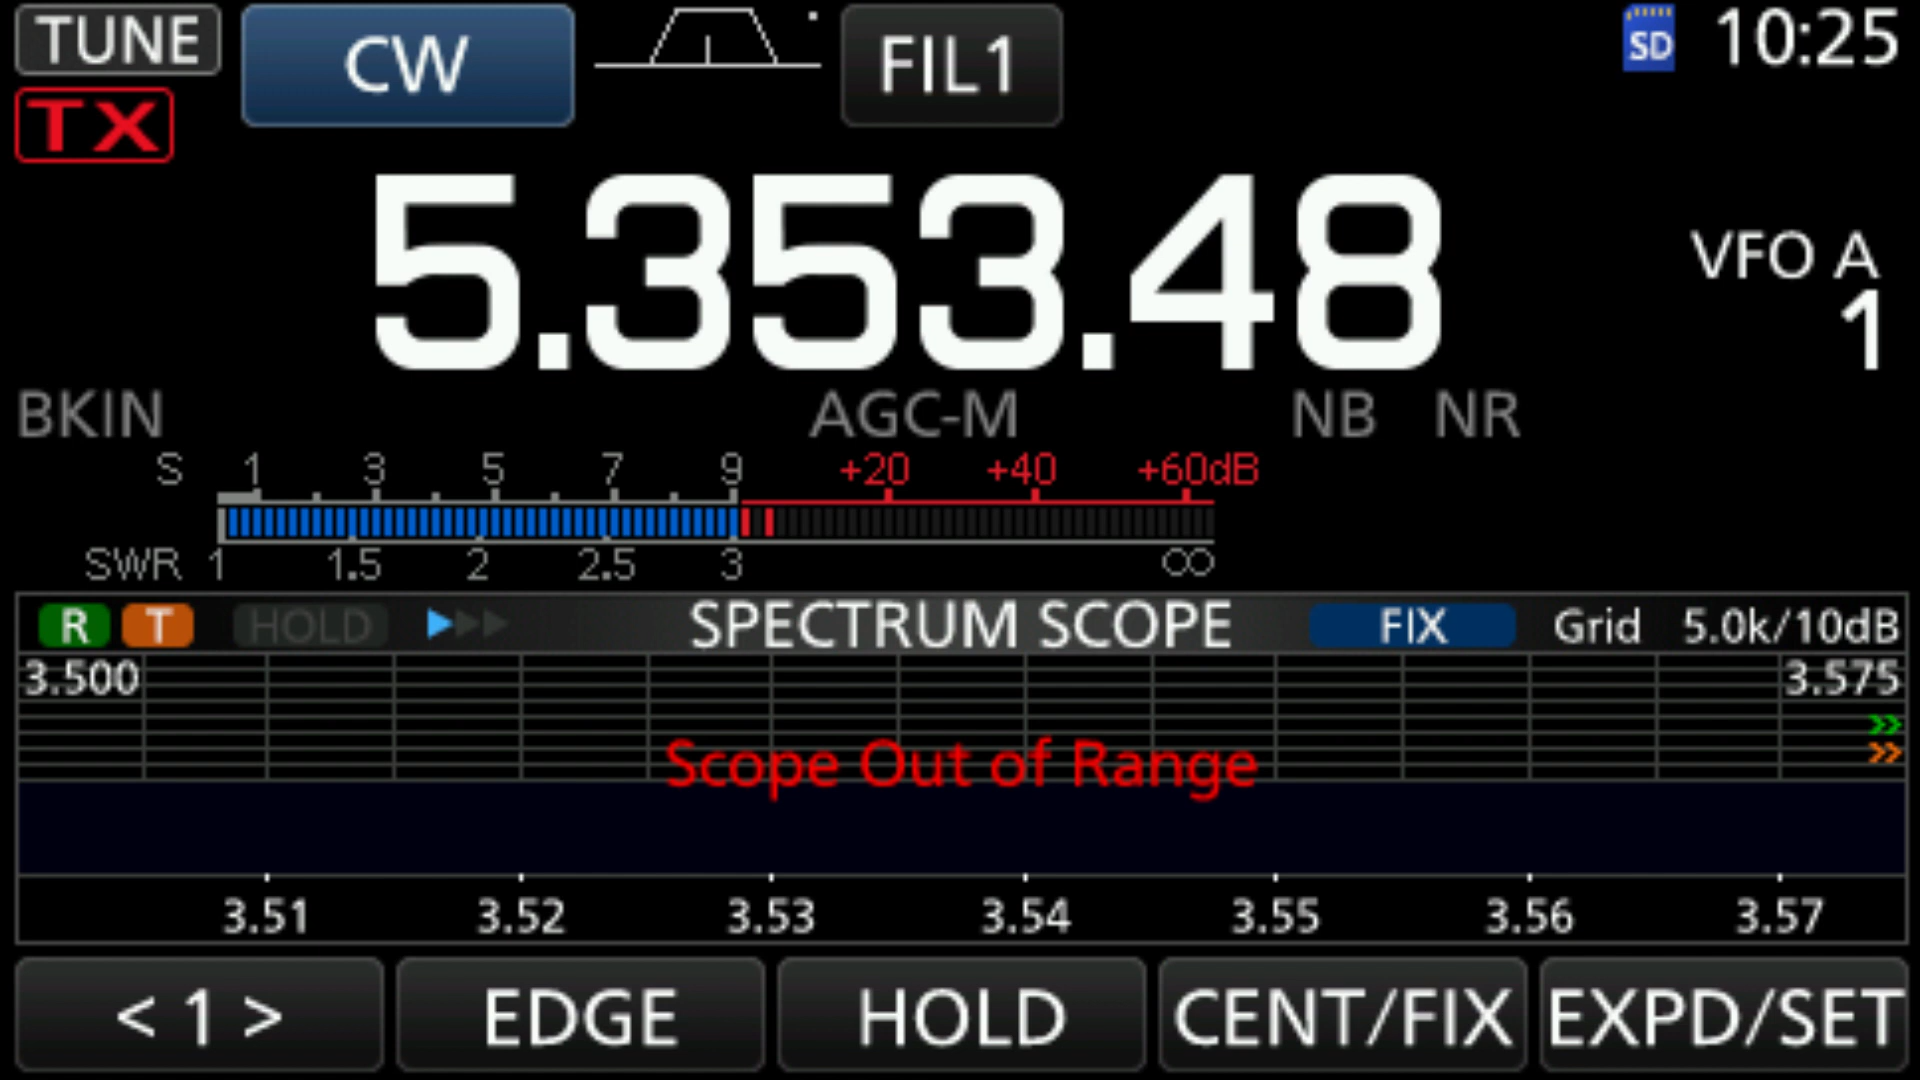 TUNE CW FIL1 SD 10:25
TX
5.353.48
VFO A
1
BKIN AGC-M NB NR
S 1 3 5 7 9 +20 +40 +60dB
SWR 1 1.5 2 2.5 3 ∞
R T HOLD SPECTRUM SCOPE FIX Grid 5.0k/10dB
3.500 3.575
Scope Out of Range
3.51 3.52 3.53 3.54 3.55 3.56 3.57
< 1 > EDGE HOLD CENT/FIX EXPD/SET